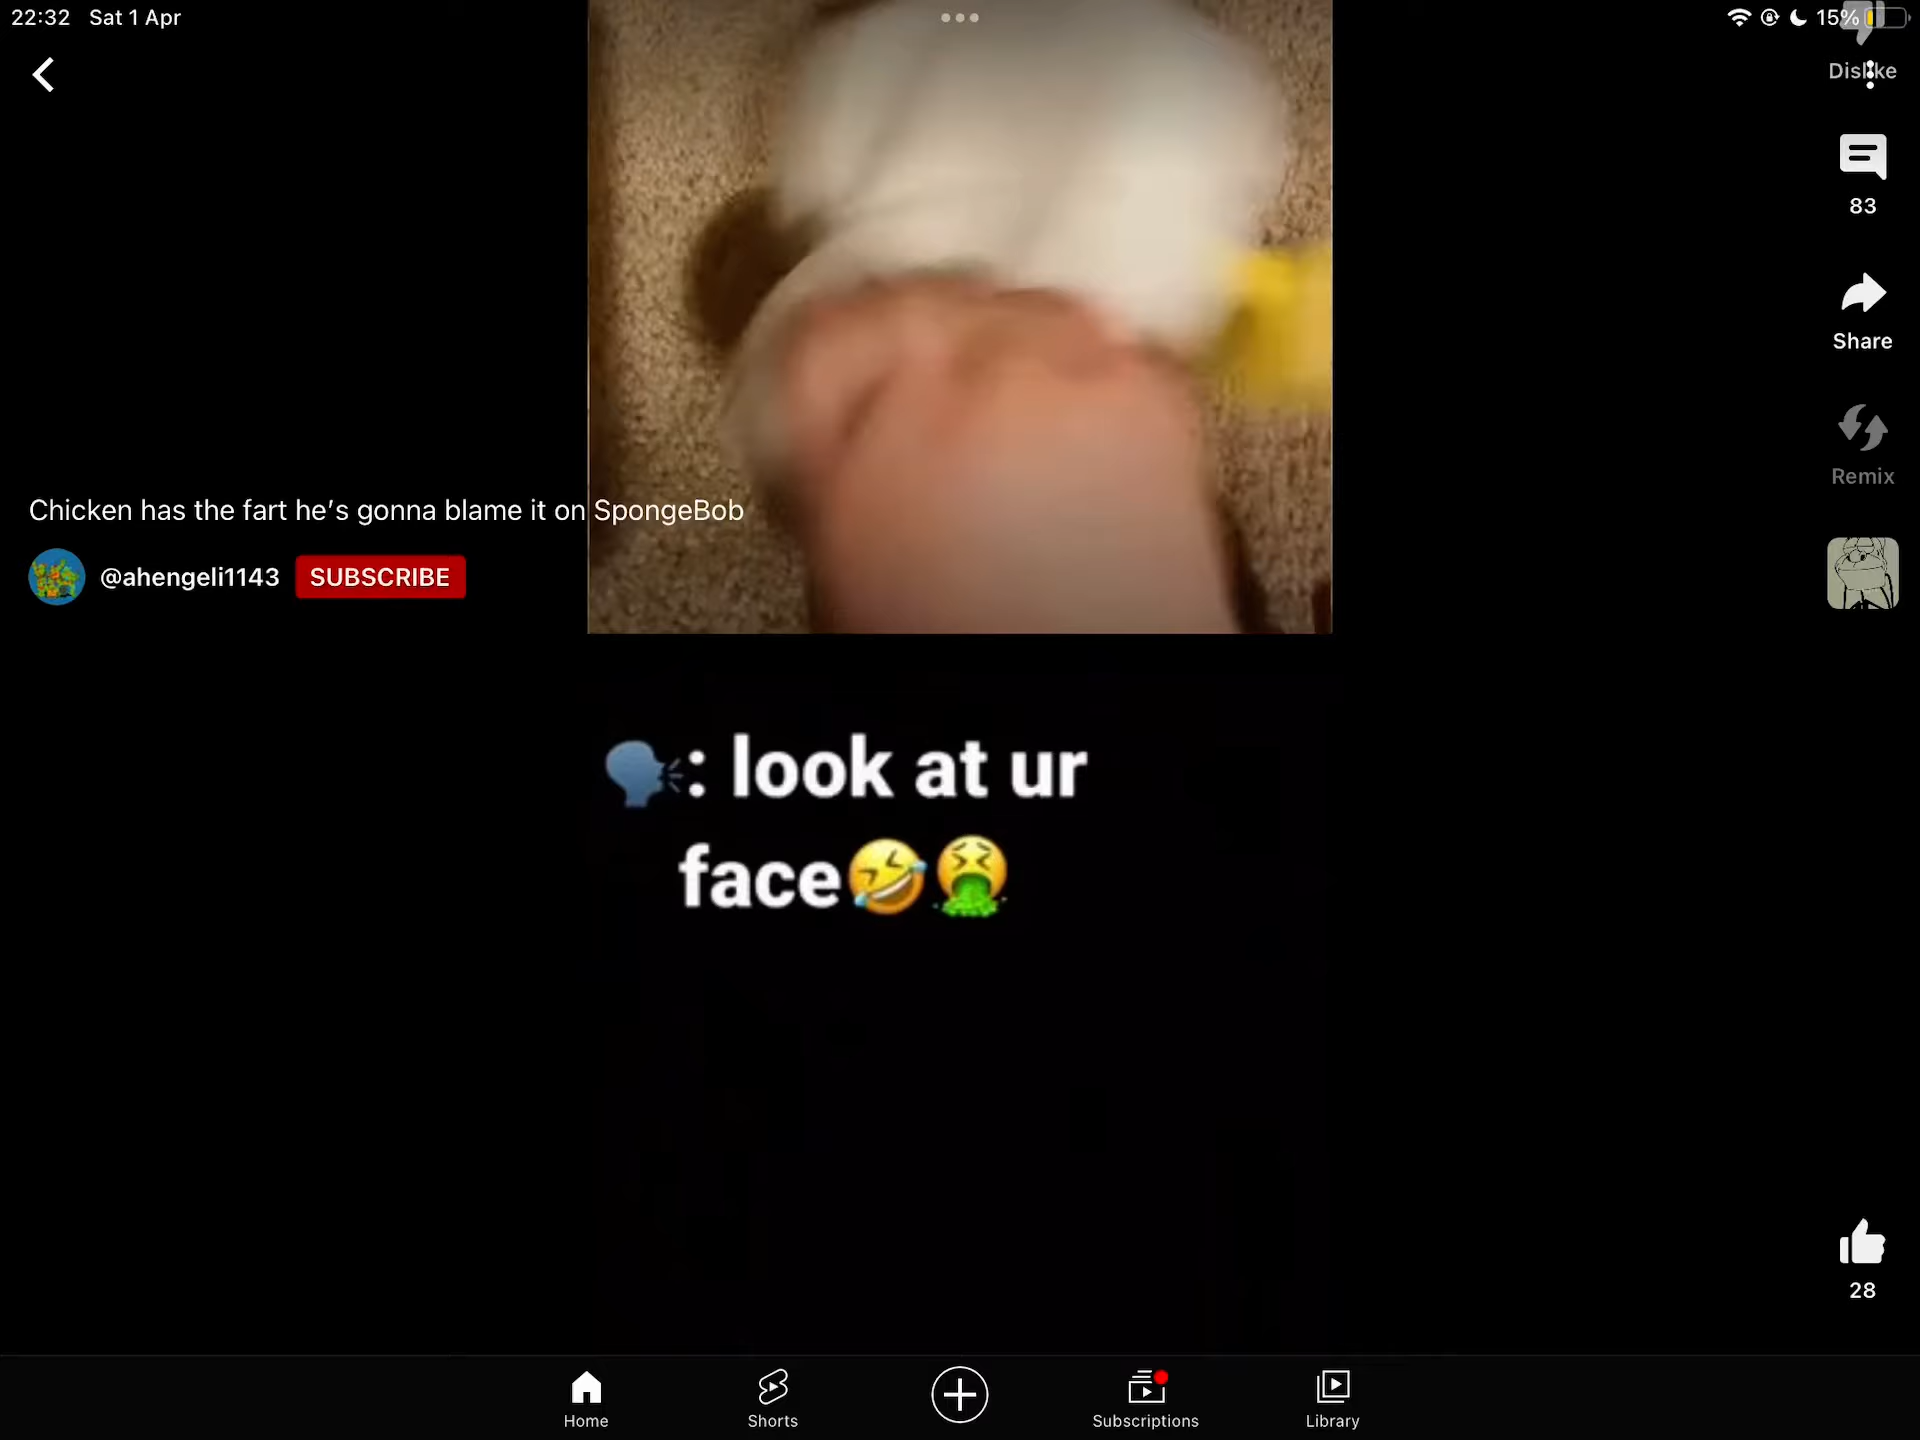 22:32 Sat 1 Apr
15%
Dislike
83
Share
Remix
Chicken has the fart he’s gonna blame it on SpongeBob
@ahengeli1143 SUBSCRIBE
: look at ur
face
28
Home Shorts Subscriptions Library